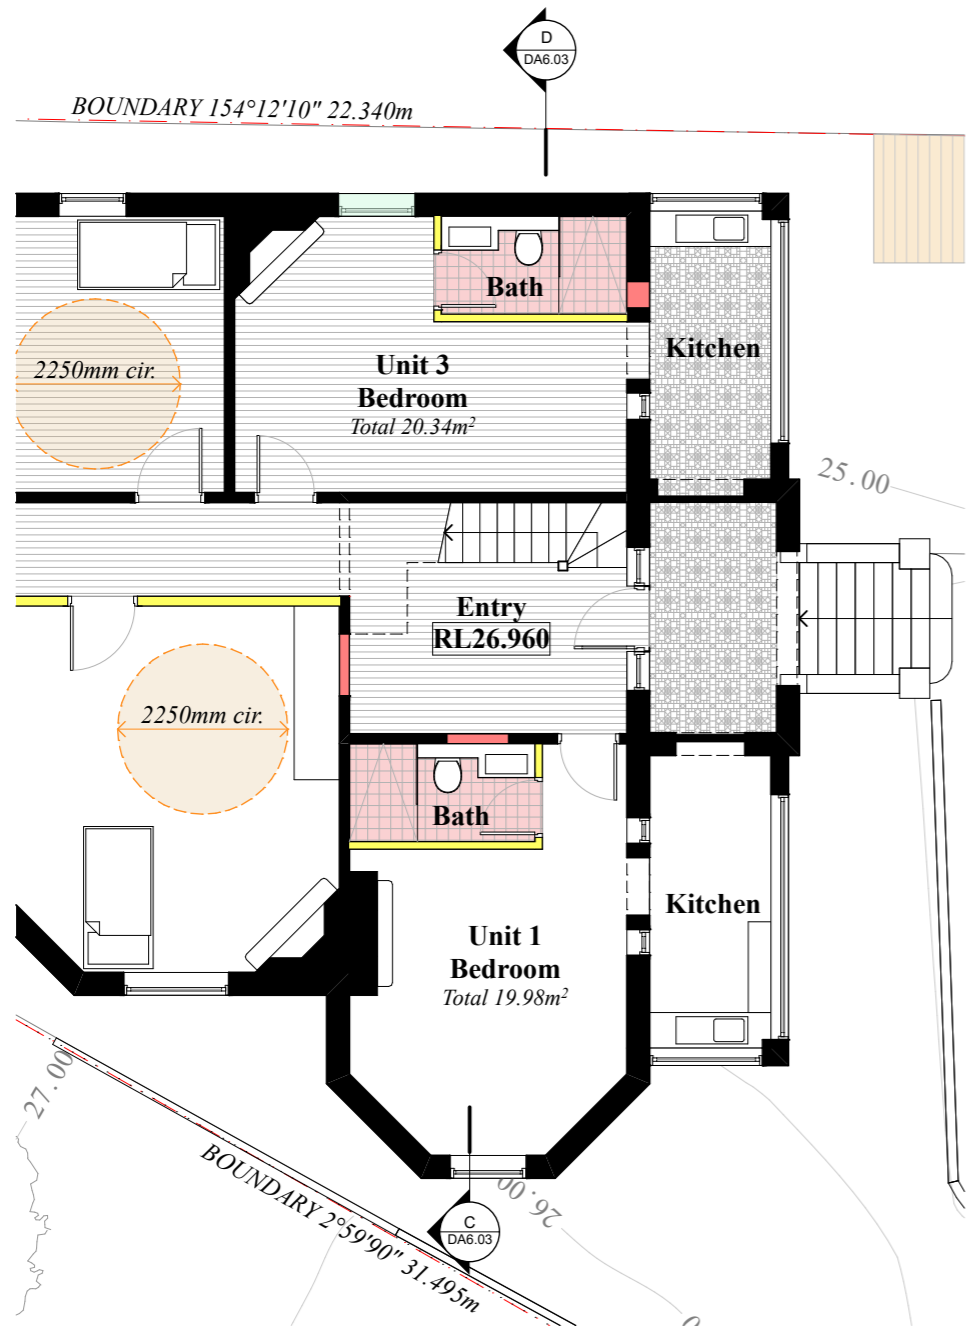 D
DA6.03
BOUNDARY 154°12'10" 22.340m
Bath
Kitchen
2250mm cir.
Unit 3
Bedroom
Total 20.34m²
25.00
Entry
RL26.960
2250mm cir.
Bath
Kitchen
Unit 1
Bedroom
Total 19.98m²
27.00
BOUNDARY 2°59'90" 31.495m
26.00
C
DA6.03